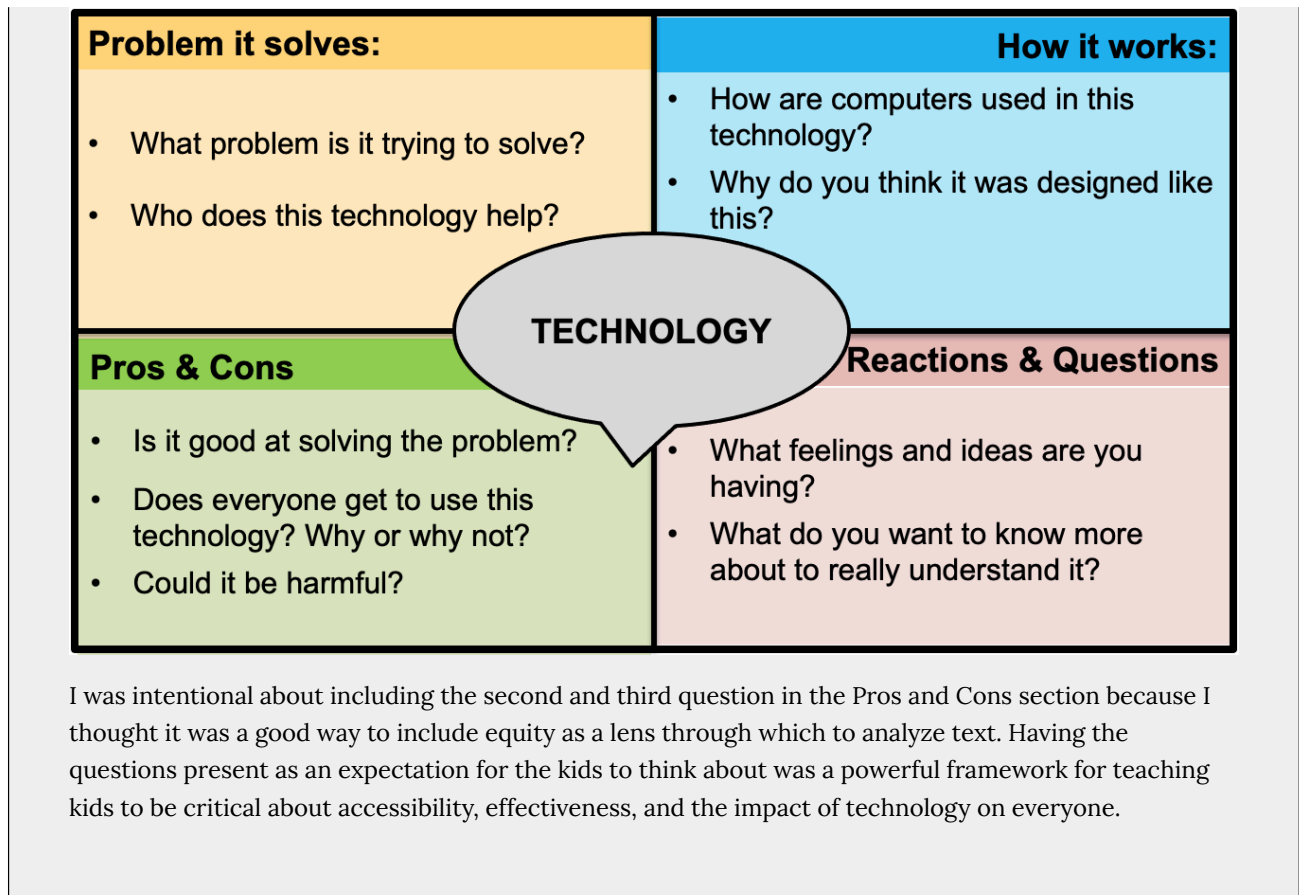 Problem it solves:
• What problem is it trying to solve?
• Who does this technology help?
How it works:
• How are computers used in this
technology?
• Why do you think it was designed like
this?
TECHNOLOGY
Pros & Cons
• Is it good at solving the problem?
• Does everyone get to use this
technology? Why or why not?
• Could it be harmful?
Reactions & Questions
• What feelings and ideas are you
having?
• What do you want to know more
about to really understand it?
I was intentional about including the second and third question in the Pros and Cons section because I
thought it was a good way to include equity as a lens through which to analyze text. Having the
questions present as an expectation for the kids to think about was a powerful framework for teaching
kids to be critical about accessibility, effectiveness, and the impact of technology on everyone.